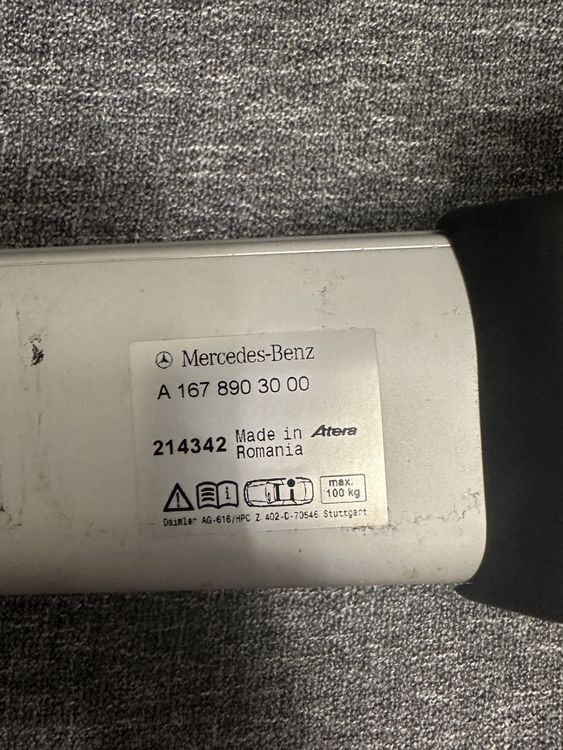 Mercedes-Benz
A 167 890 30 00
214342 Made in Atera
Romania
max.
100 kg
Daimler AG-616/HPC Z 402-D-70546 Stuttgart